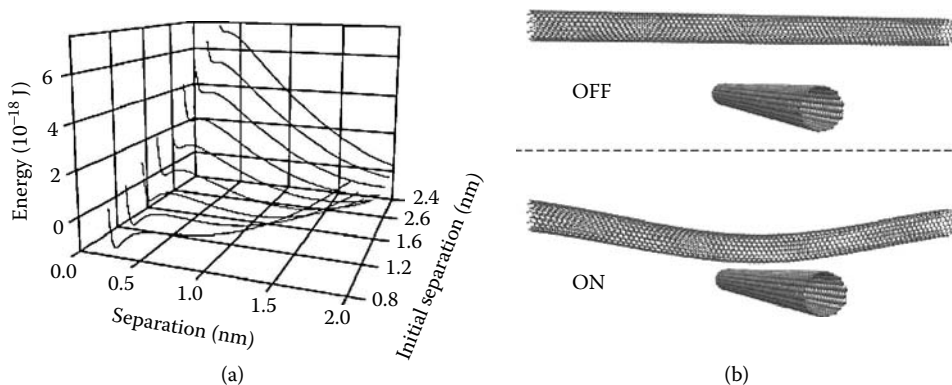 6
4
2
0
Energy (10⁻¹⁸ J)
0.0
0.5
1.0
1.5
2.0
Separation (nm)
2.4
2.6
1.6
1.2
0.8
Initial separation (nm)
(a)
OFF
ON
(b)